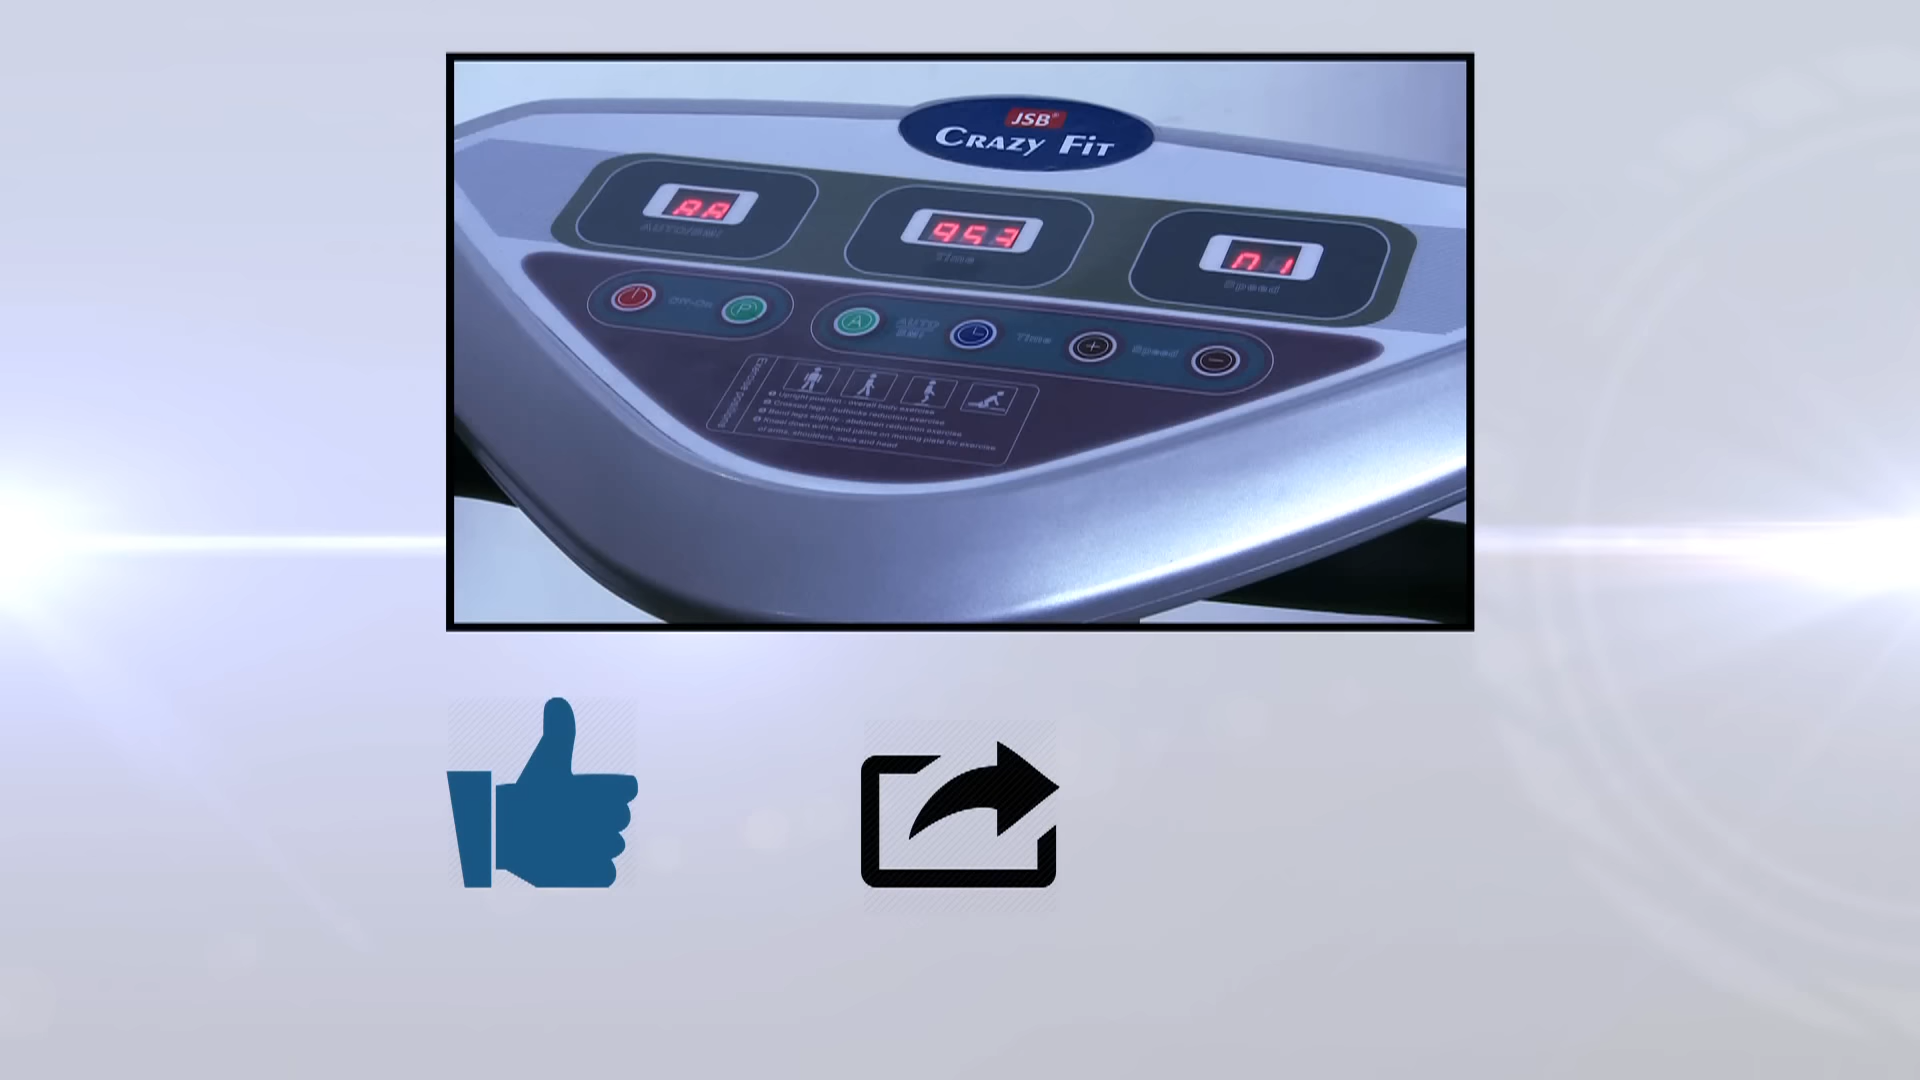 JSB®
CRAZY FIT
AA
AUTO/BMI
953
Time
n1
Speed
Off-On
P
A
AUTO
BMI
Time
+
Speed
−
Exercise positions
Upright position - overall body exercise
Crossed legs - buttocks reduction exercise
Bend legs slightly - abdomen reduction exercise
Kneel down with hand palms on moving plate for exercise
of arms, shoulders, neck and head